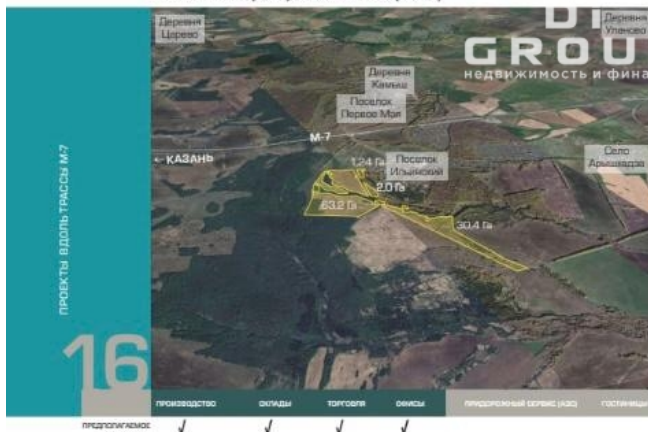 Деревня
Царево
Деревня
Уланово
GROU
недвижимость и фина
Деревня
Камыш
Поселок
Первое Мая
М-7
← КАЗАНЬ
1.24 Га
Поселок
Ильинский
Село
2.0 Га
63.2 Га
30.4 Га
ПРОЕКТЫ ВДОЛЬ ТРАССЫ М-7
16
ПРОИЗВОДСТВО
СКЛАДЫ
ТОРГОВЛЯ
ОФИСЫ
ПРИДОРОЖНЫЙ СЕРВИС (АЗС)
ГОСТИНИЦЫ
ПРЕДПОЛАГАЕМОЕ